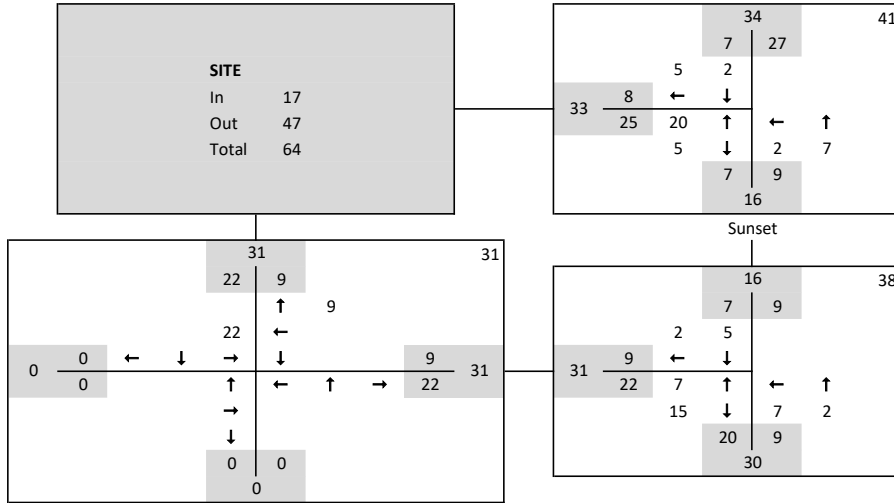 34 41
7 27
SITE 5 2
In 17 33 8 ← ↓
Out 47 25 20 ↑ ← ↑
Total 64 5 ↓ 2 7
7 9
16
Sunset
31 31 16 38
22 9 7 9
↑ 9 2 5
22 ←
0 0 ← ↓ → ↓ 9 31 31 9 ← ↓
0 ↑ ← ↑ → 22 22 7 ↑ ← ↑
→ 15 ↓ 7 2
↓ 20 9
0 0 30
0